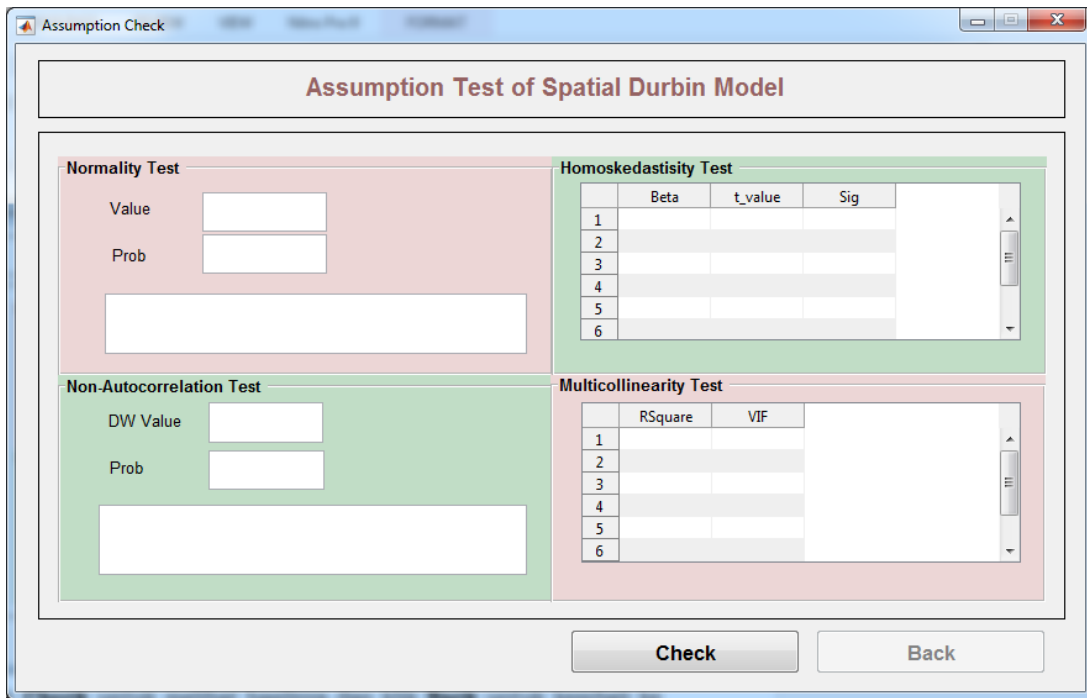 Assumption Check
Assumption Test of Spatial Durbin Model
Normality Test
Value
Prob
Homoskedastisity Test
Beta t_value Sig
1
2
3
4
5
6
Non-Autocorrelation Test
DW Value
Prob
Multicollinearity Test
RSquare VIF
1
2
3
4
5
6
Check Back